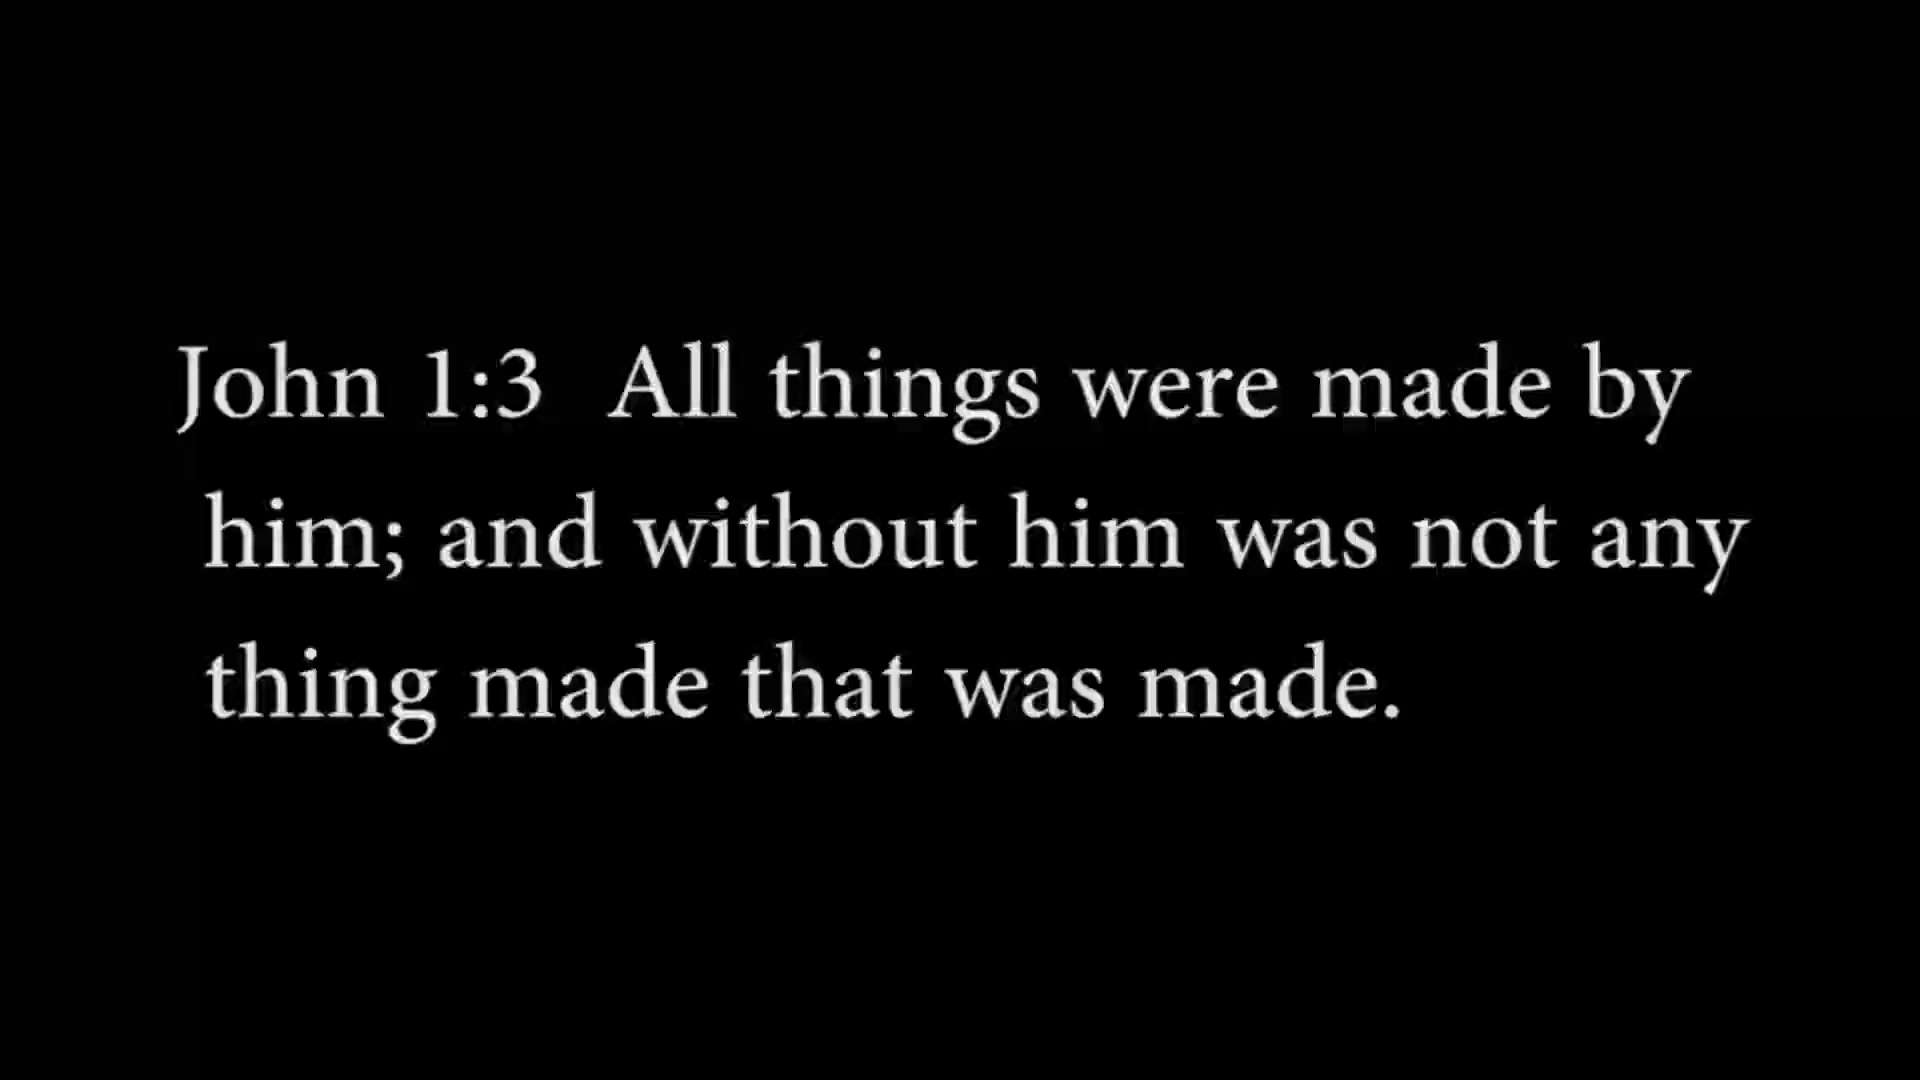 John 1:3  All things were made by
him; and without him was not any
thing made that was made.